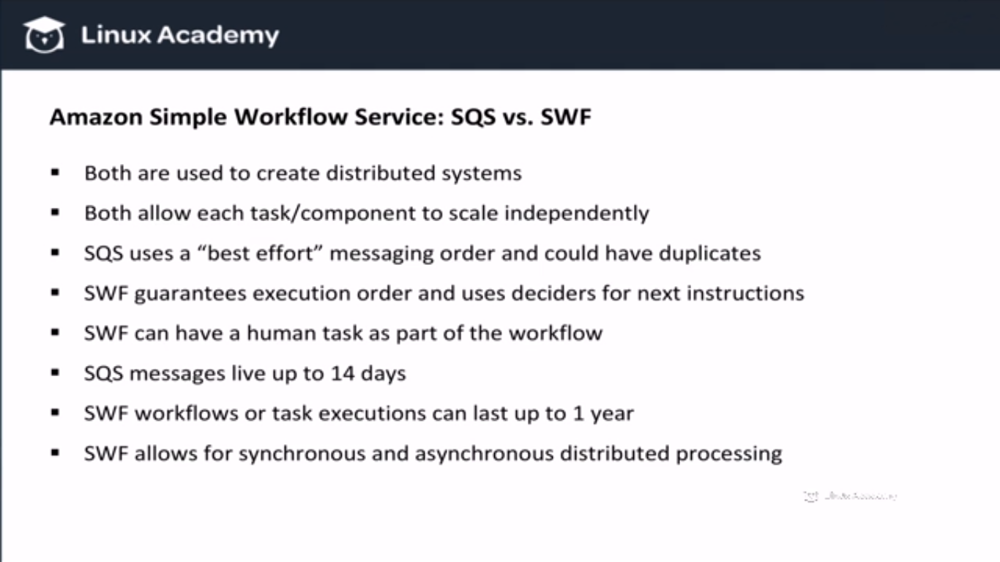 Linux Academy
Amazon Simple Workflow Service: SQS vs. SWF
▪ Both are used to create distributed systems
▪ Both allow each task/component to scale independently
▪ SQS uses a “best effort” messaging order and could have duplicates
▪ SWF guarantees execution order and uses deciders for next instructions
▪ SWF can have a human task as part of the workflow
▪ SQS messages live up to 14 days
▪ SWF workflows or task executions can last up to 1 year
▪ SWF allows for synchronous and asynchronous distributed processing
Linux Academy